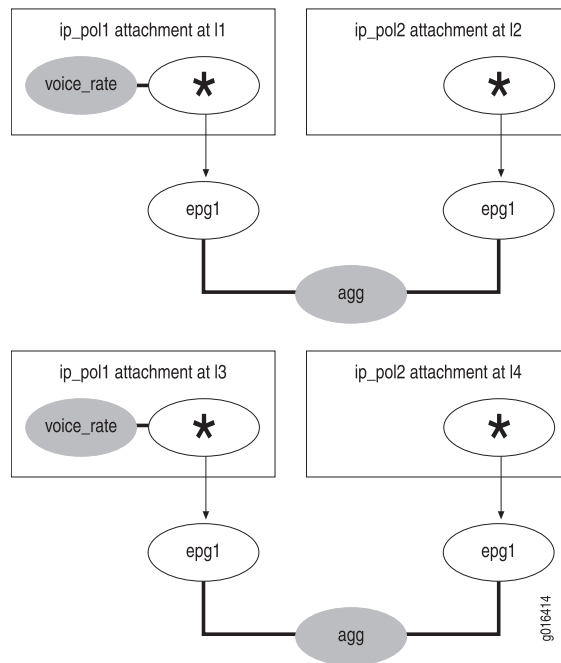 ip_pol1 attachment at l1
ip_pol2 attachment at l2
voice_rate
*
*
epg1
epg1
agg
ip_pol1 attachment at l3
ip_pol2 attachment at l4
voice_rate
*
*
epg1
epg1
agg
g016414